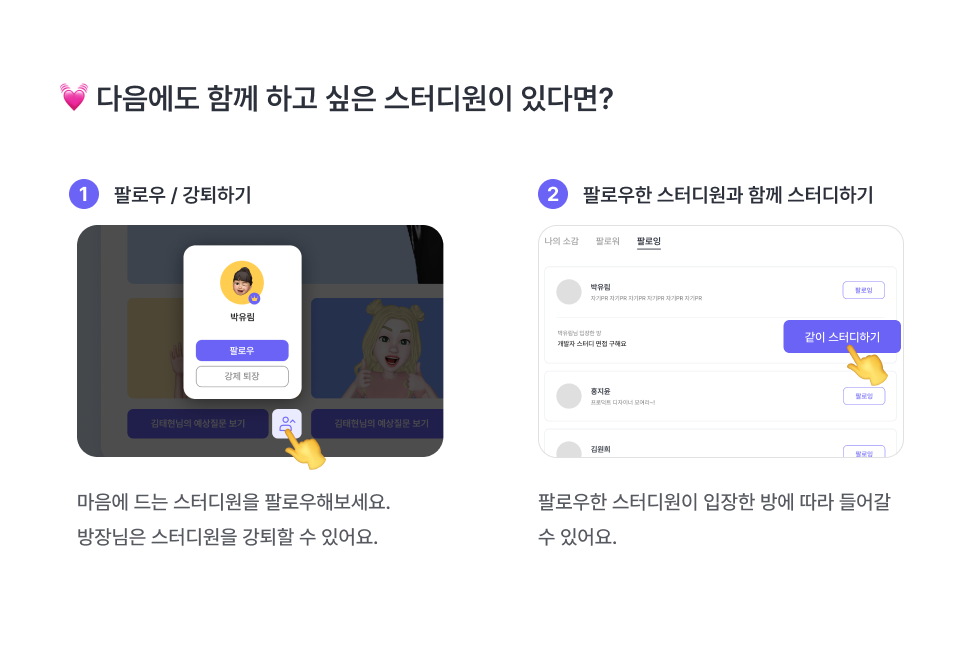 💓 다음에도 함께 하고 싶은 스터디원이 있다면?
1 팔로우 / 강퇴하기
박유림
팔로우
강제 퇴장
김태현님의 예상질문 보기
김태현님의 예상질문 보기
마음에 드는 스터디원을 팔로우해보세요.
방장님은 스터디원을 강퇴할 수 있어요.
2 팔로우한 스터디원과 함께 스터디하기
나의 소감 팔로워 팔로잉
박유림
자기PR 자기PR 자기PR 자기PR 자기PR 자기PR
팔로잉
박유림님 입장한 방
개발자 스터디 면접 구해요
같이 스터디하기
홍지윤
프로덕트 디자이너 모여라~!
팔로잉
김원희
팔로잉
팔로우한 스터디원이 입장한 방에 따라 들어갈
수 있어요.